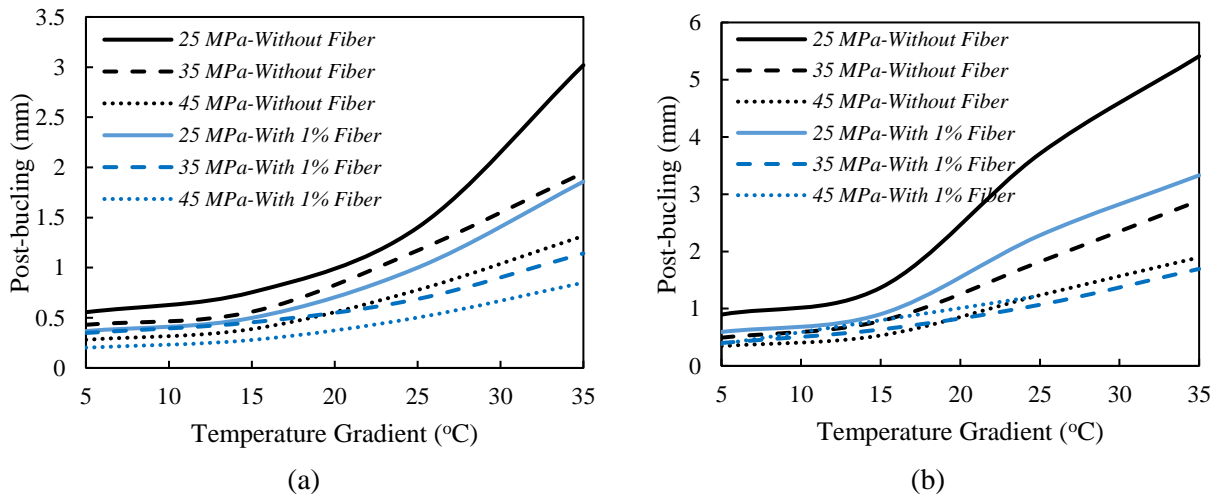 3.5
3
2.5
2
1.5
1
0.5
0
Post-bucling (mm)
25 MPa-Without Fiber
35 MPa-Without Fiber
45 MPa-Without Fiber
25 MPa-With 1% Fiber
35 MPa-With 1% Fiber
45 MPa-With 1% Fiber
5 10 15 20 25 30 35
Temperature Gradient (°C)
(a)
6
5
4
3
2
1
0
Post-bucling (mm)
25 MPa-Without Fiber
35 MPa-Without Fiber
45 MPa-Without Fiber
25 MPa-With 1% Fiber
35 MPa-With 1% Fiber
45 MPa-With 1% Fiber
5 10 15 20 25 30 35
Temperature Gradient (°C)
(b)